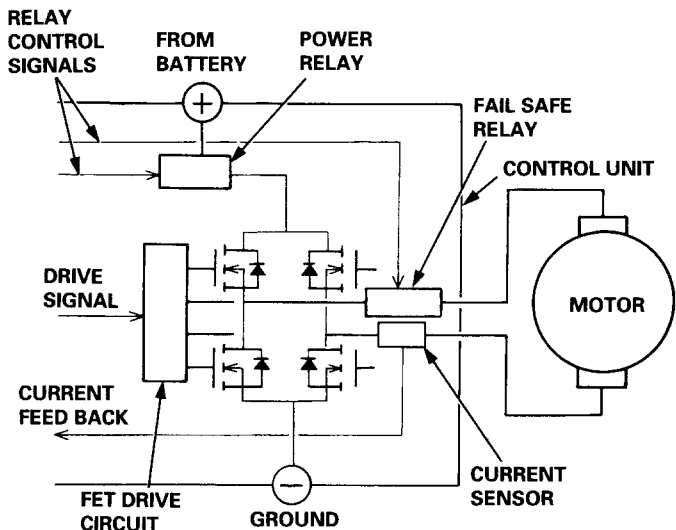 RELAY
CONTROL
SIGNALS
FROM
BATTERY
POWER
RELAY
+
FAIL SAFE
RELAY
CONTROL UNIT
DRIVE
SIGNAL
MOTOR
CURRENT
FEED BACK
−
FET DRIVE
CIRCUIT
GROUND
CURRENT
SENSOR